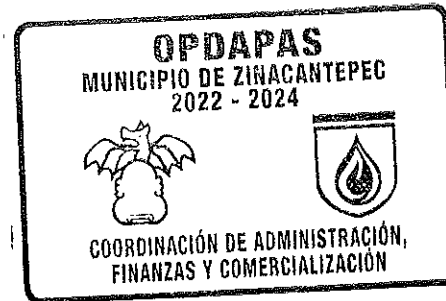 OPDAPAS
MUNICIPIO DE ZINACANTEPEC
2022 - 2024
COORDINACIÓN DE ADMINISTRACIÓN,
FINANZAS Y COMERCIALIZACIÓN